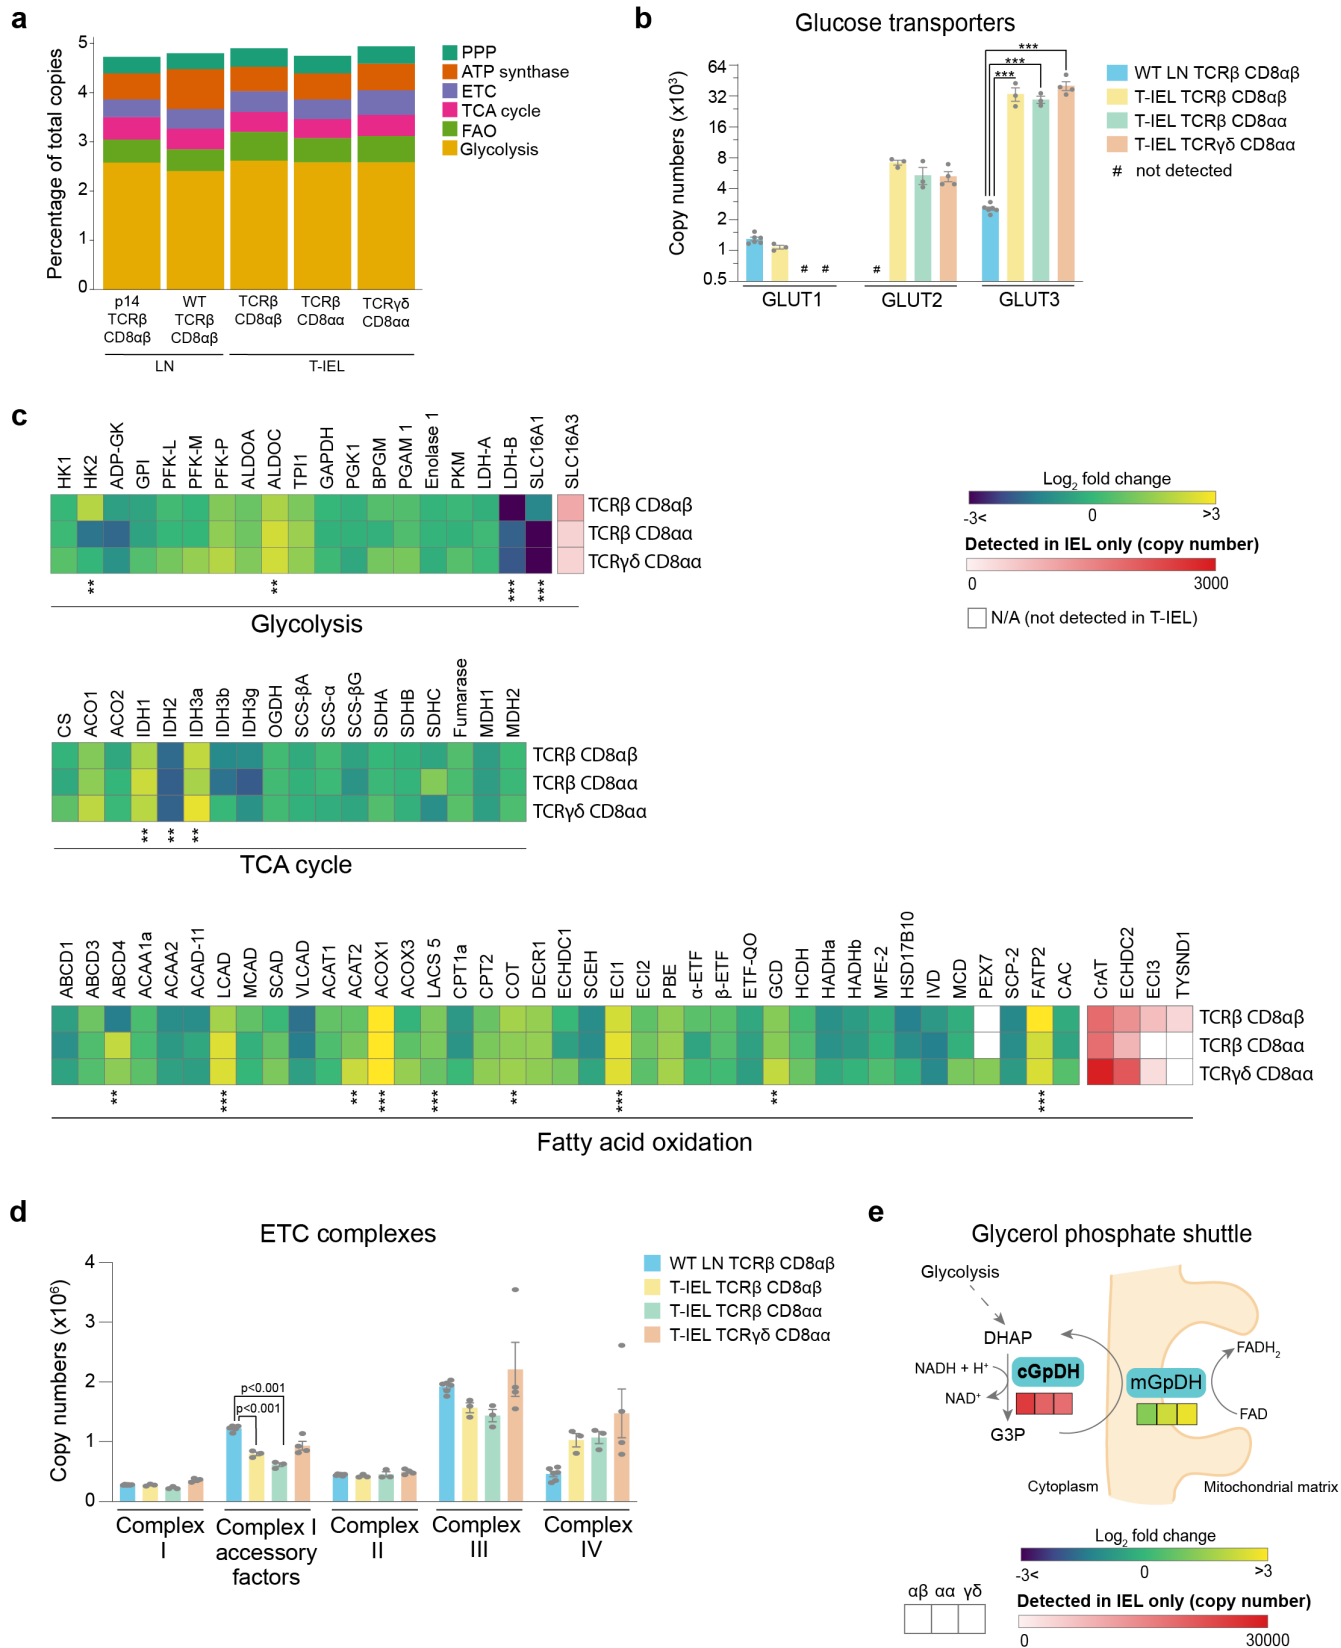 a
Percentage of total copies
5
4
3
2
1
0
p14
TCRβ
CD8αβ
WT
TCRβ
CD8αβ
TCRβ
CD8αβ
TCRβ
CD8αα
TCRγδ
CD8αα
LN
T-IEL
PPP
ATP synthase
ETC
TCA cycle
FAO
Glycolysis
b
Glucose transporters
Copy numbers (x10³)
64
32
16
8
4
2
1
0.5
***
***
***
# #
#
GLUT1
GLUT2
GLUT3
WT LN TCRβ CD8αβ
T-IEL TCRβ CD8αβ
T-IEL TCRβ CD8αα
T-IEL TCRγδ CD8αα
# not detected
c
HK1
HK2
ADP-GK
GPI
PFK-L
PFK-M
PFK-P
ALDOA
ALDOC
TPI1
GAPDH
PGK1
BPGM
PGAM 1
Enolase 1
PKM
LDH-A
LDH-B
SLC16A1
SLC16A3
TCRβ CD8αβ
TCRβ CD8αα
TCRγδ CD8αα
**
**
***
***
Glycolysis
Log₂ fold change
-3<
0
>3
Detected in IEL only (copy number)
0
3000
N/A (not detected in T-IEL)
CS
ACO1
ACO2
IDH1
IDH2
IDH3a
IDH3b
IDH3g
OGDH
SCS-βA
SCS-α
SCS-βG
SDHA
SDHB
SDHC
Fumarase
MDH1
MDH2
TCRβ CD8αβ
TCRβ CD8αα
TCRγδ CD8αα
**
**
**
TCA cycle
ABCD1
ABCD3
ABCD4
ACAA1a
ACAA2
ACAD-11
LCAD
MCAD
SCAD
VLCAD
ACAT1
ACAT2
ACOX1
ACOX3
LACS 5
CPT1a
CPT2
COT
DECR1
ECHDC1
SCEH
ECI1
ECI2
PBE
α-ETF
β-ETF
ETF-QO
GCD
HCDH
HADHa
HADHb
MFE-2
HSD17B10
IVD
MCD
PEX7
SCP-2
FATP2
CAC
CrAT
ECHDC2
ECI3
TYSND1
TCRβ CD8αβ
TCRβ CD8αα
TCRγδ CD8αα
**
***
**
***
***
**
***
**
***
Fatty acid oxidation
d
ETC complexes
Copy numbers (x10⁶)
4
3
2
1
0
p<0.001
p<0.001
Complex
I
Complex I
accessory
factors
Complex
II
Complex
III
Complex
IV
WT LN TCRβ CD8αβ
T-IEL TCRβ CD8αβ
T-IEL TCRβ CD8αα
T-IEL TCRγδ CD8αα
e
Glycerol phosphate shuttle
Glycolysis
DHAP
NADH + H⁺
cGpDH
NAD⁺
G3P
mGpDH
FADH₂
FAD
Cytoplasm
Mitochondrial matrix
Log₂ fold change
-3<
0
>3
αβ αα γδ
Detected in IEL only (copy number)
0
30000